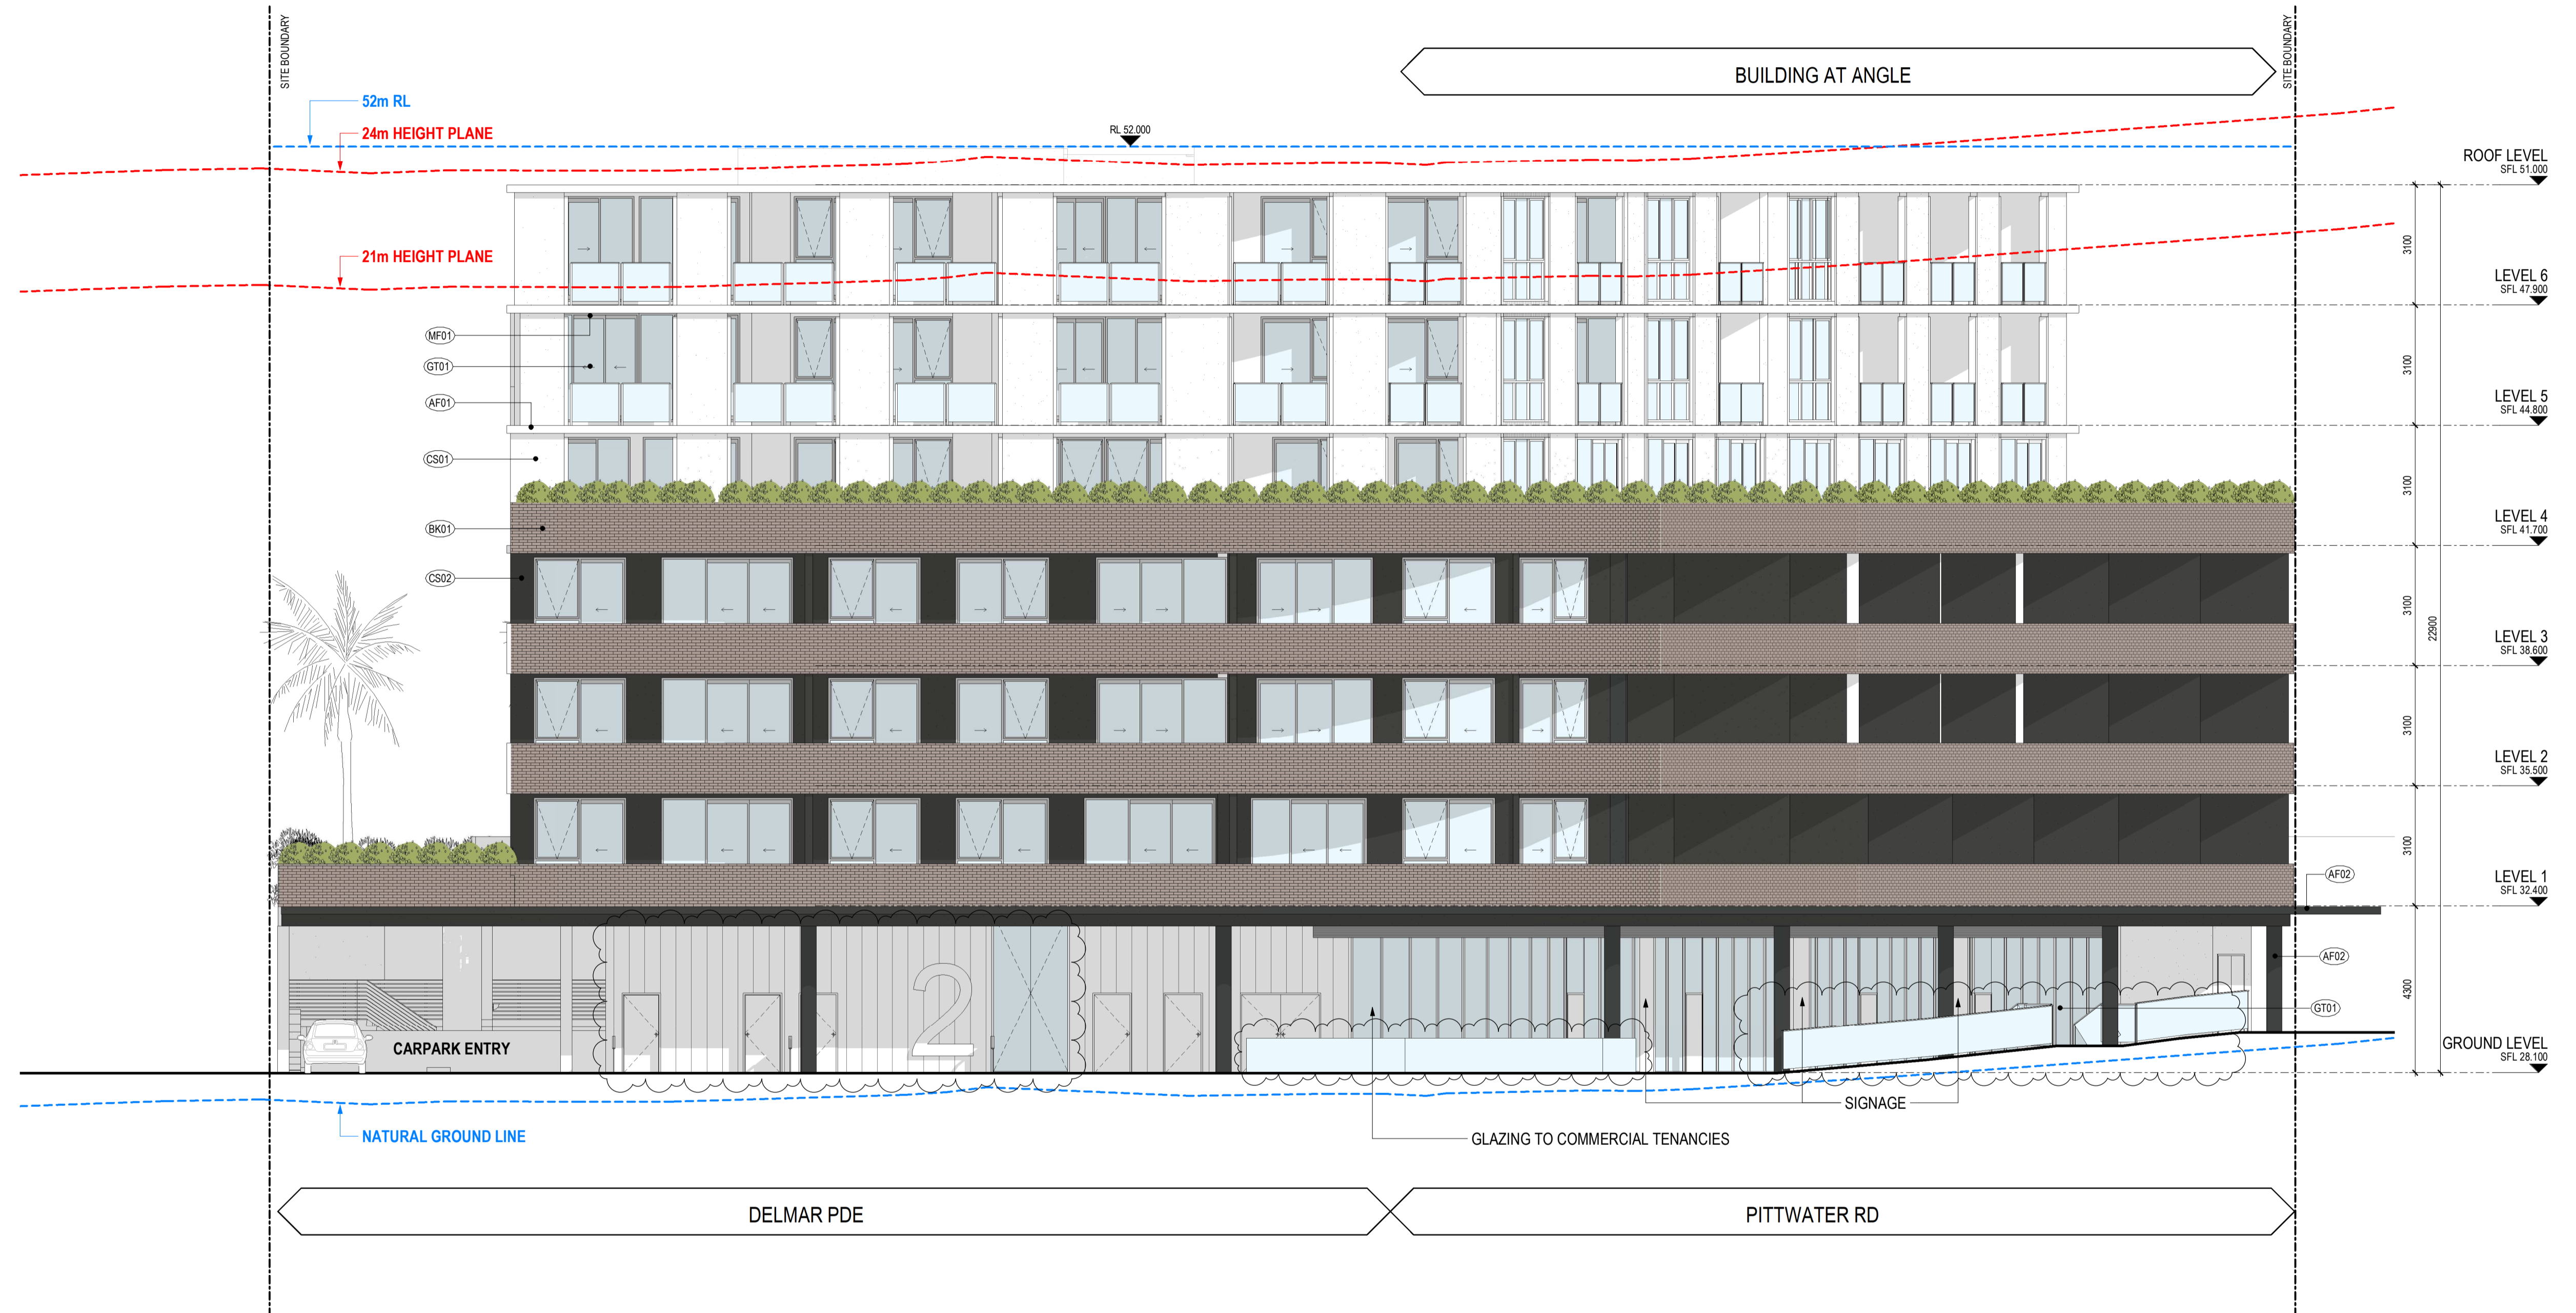 SITE BOUNDARY
SITE BOUNDARY
BUILDING AT ANGLE
52m RL
24m HEIGHT PLANE
RL 52.000
ROOF LEVEL
SFL 51.000
3100
21m HEIGHT PLANE
LEVEL 6
SFL 47.900
MF01
GT01
3100
AF01
LEVEL 5
SFL 44.800
CS01
3100
BK01
LEVEL 4
SFL 41.700
CS02
3100
22900
LEVEL 3
SFL 38.600
3100
LEVEL 2
SFL 35.500
3100
AF02
LEVEL 1
SFL 32.400
2
AF02
4300
GT01
CARPARK ENTRY
GROUND LEVEL
SFL 28.100
SIGNAGE
NATURAL GROUND LINE
GLAZING TO COMMERCIAL TENANCIES
DELMAR PDE
PITTWATER RD